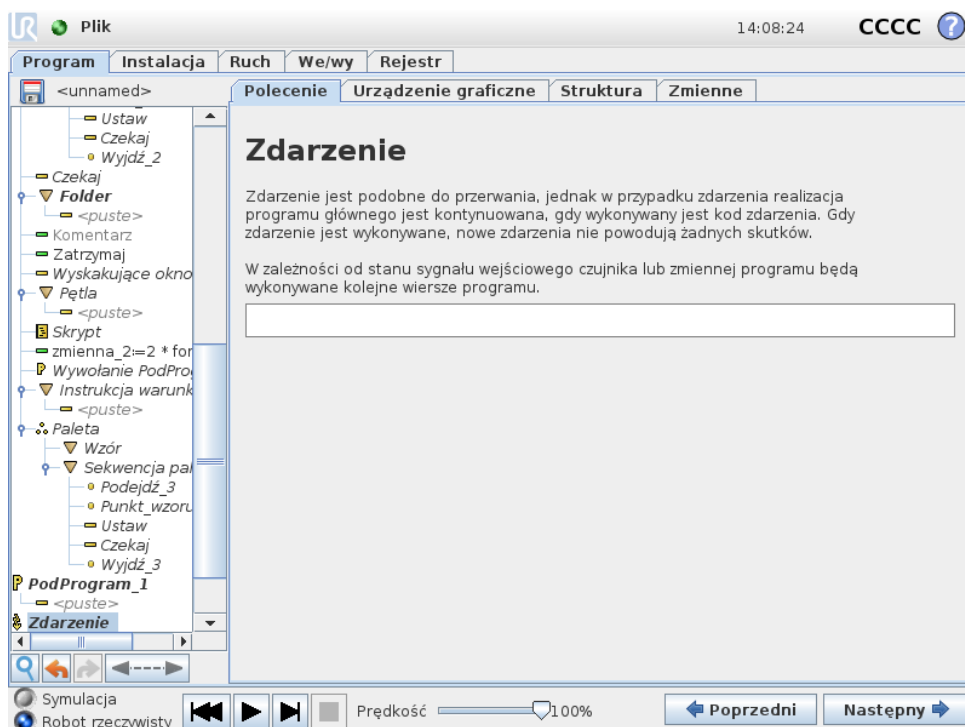 UR Plik 14:08:24 CCCC ?
Program Instalacja Ruch We/wy Rejestr
<unnamed>
Polecenie Urządzenie graficzne Struktura Zmienne
Ustaw
Czekaj
Wyjdź_2
Czekaj
Folder
<puste>
Komentarz
Zatrzymaj
Wyskakujące okno
Pętla
<puste>
Skrypt
zmienna_2:=2 * for
Wywołanie PodPro
Instrukcja warunk
<puste>
Paleta
Wzór
Sekwencja pal
Podejdź_3
Punkt_wzoru
Ustaw
Czekaj
Wyjdź_3
PodProgram_1
<puste>
Zdarzenie
Zdarzenie
Zdarzenie jest podobne do przerwania, jednak w przypadku zdarzenia realizacja
programu głównego jest kontynuowana, gdy wykonywany jest kod zdarzenia. Gdy
zdarzenie jest wykonywane, nowe zdarzenia nie powodują żadnych skutków.
W zależności od stanu sygnału wejściowego czujnika lub zmiennej programu będą
wykonywane kolejne wiersze programu.
Symulacja
Robot rzeczywisty
Prędkość 100%
Poprzedni
Następny